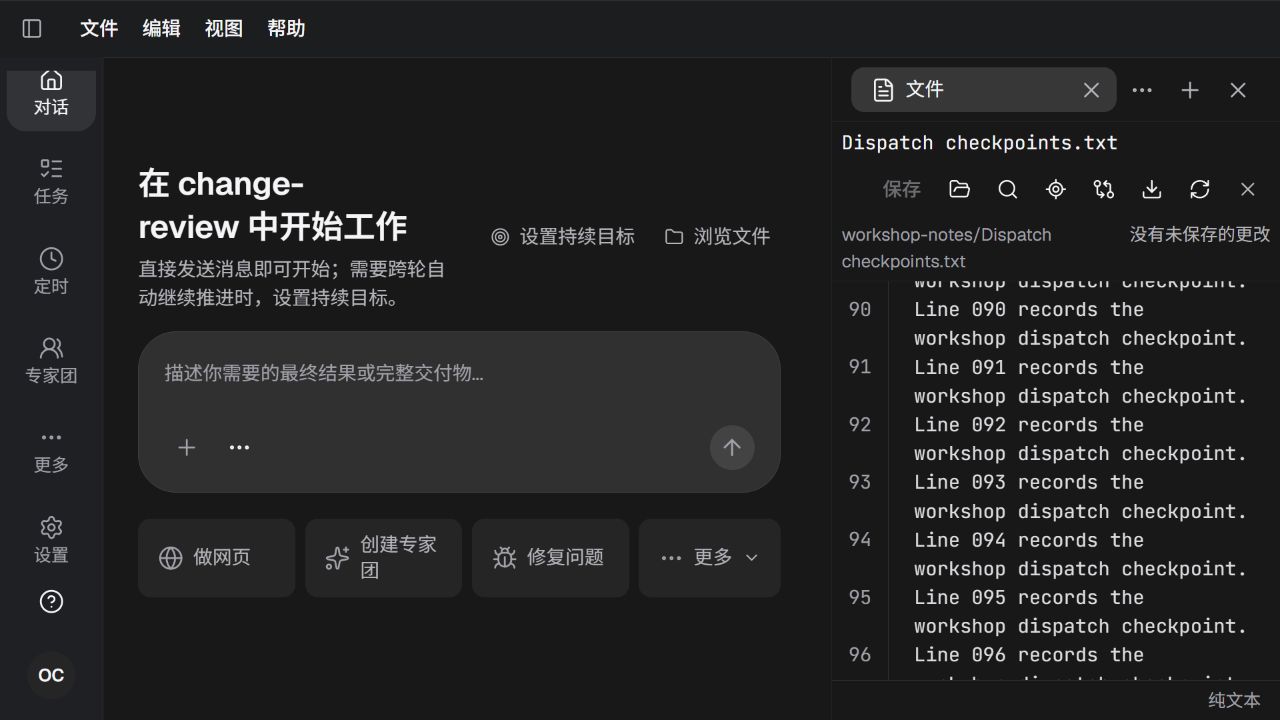 文件 编辑 视图 帮助
对话
任务
定时
专家团
更多
设置
OC
在 change-
review 中开始工作
直接发送消息即可开始；需要跨轮自
动继续推进时，设置持续目标。
设置持续目标 浏览文件
描述你需要的最终结果或完整交付物...
做网页
创建专家
团
修复问题
更多
文件
Dispatch checkpoints.txt
保存
workshop-notes/Dispatch
checkpoints.txt
没有未保存的更改
workshop dispatch checkpoint.
90 Line 090 records the
workshop dispatch checkpoint.
91 Line 091 records the
workshop dispatch checkpoint.
92 Line 092 records the
workshop dispatch checkpoint.
93 Line 093 records the
workshop dispatch checkpoint.
94 Line 094 records the
workshop dispatch checkpoint.
95 Line 095 records the
workshop dispatch checkpoint.
96 Line 096 records the
纯文本